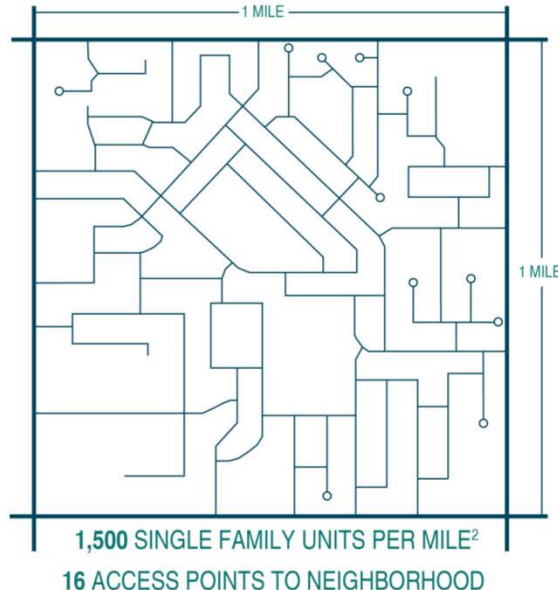 1 MILE
1 MILE
1,500 SINGLE FAMILY UNITS PER MILE²
16 ACCESS POINTS TO NEIGHBORHOOD